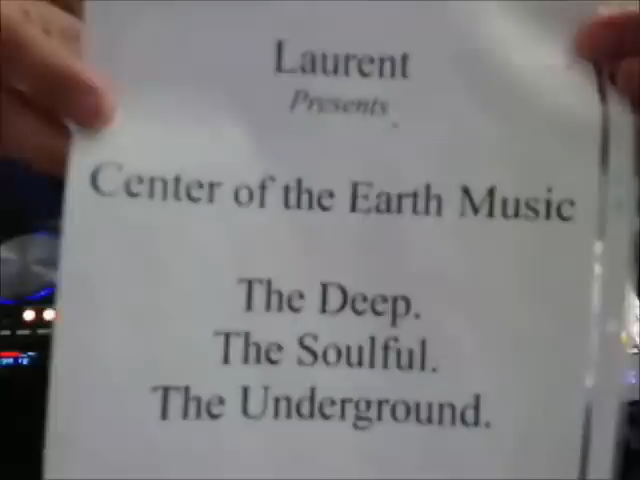 Laurent
Presents
Center of the Earth Music
The Deep.
The Soulful.
The Underground.